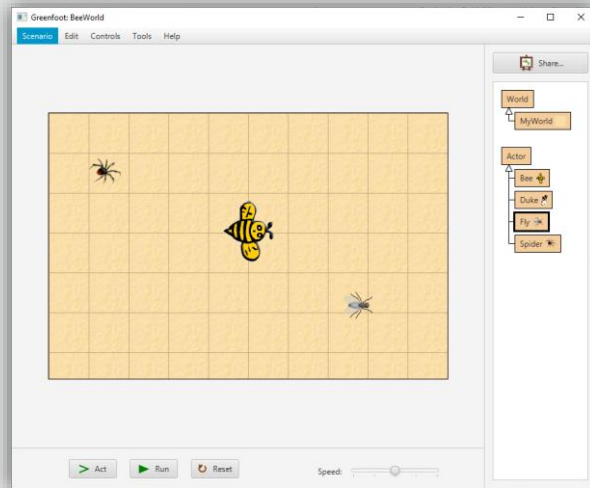 Greenfoot: BeeWorld
Scenario Edit Controls Tools Help
Share...
World
MyWorld
Actor
Bee
Duke
Fly
Spider
Act Run Reset Speed: